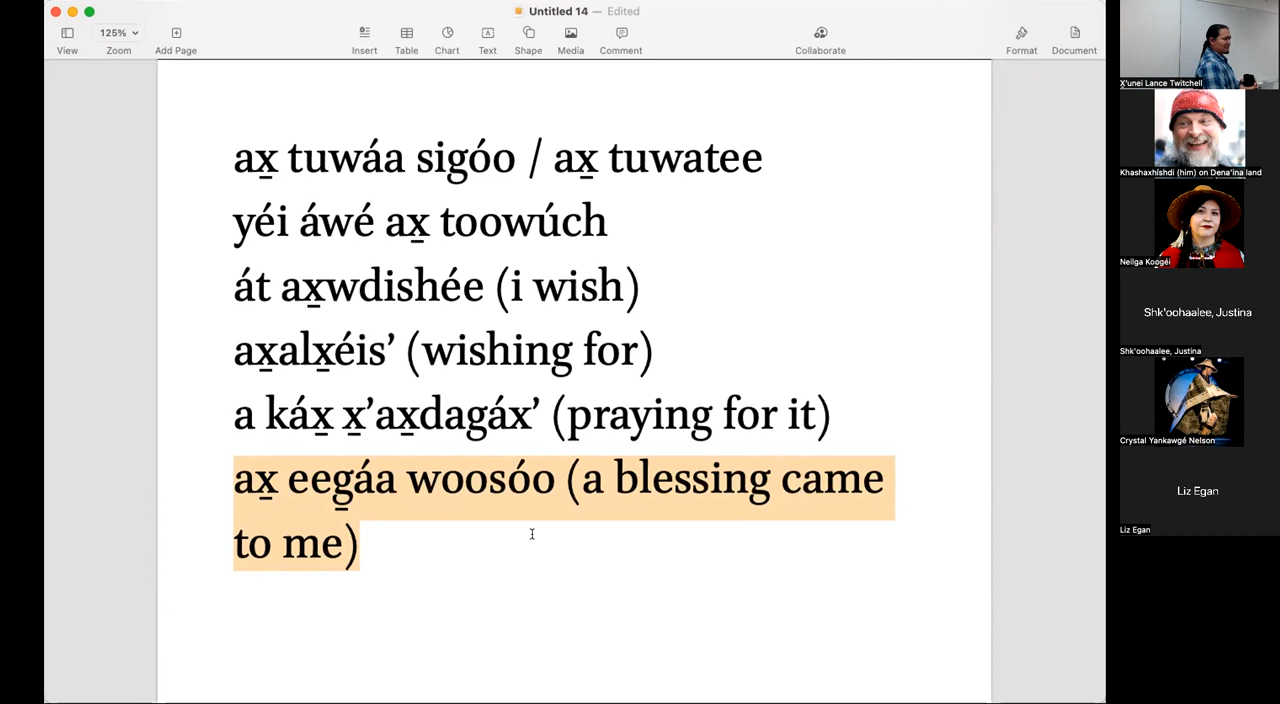 Untitled 14 — Edited
125%
View Zoom Add Page Insert Table Chart Text Shape Media Comment Collaborate Format Document
ax̱ tuwáa sigóo / ax̱ tuwatee
yéi áwé ax̱ toowúch
át ax̱wdishée (i wish)
ax̱alx̱éis’ (wishing for)
a káx̱ x̱’ax̱dagáx’ (praying for it)
ax̱ eeg̱áa woosóo (a blessing came
to me)
X̱'unei Lance Twitchell
Khashaxhíshdi (him) on Dena'ina land
Neilga Koogéi
Shk'oohaalee, Justina
Shk'oohaalee, Justina
Crystal Yankawgé Nelson
Liz Egan
Liz Egan